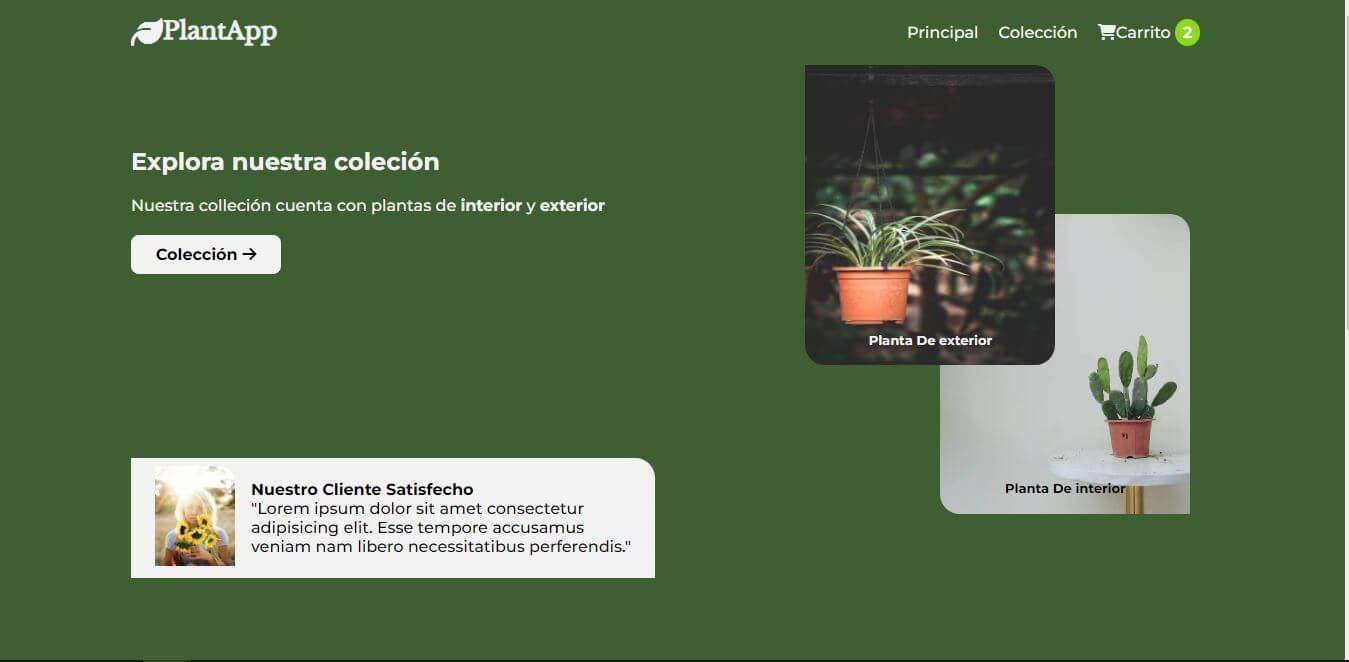 PlantApp
Principal Colección Carrito 2
Explora nuestra coleción
Nuestra colleción cuenta con plantas de interior y exterior
Colección →
Planta De exterior
Planta De interior
Nuestro Cliente Satisfecho
"Lorem ipsum dolor sit amet consectetur
adipisicing elit. Esse tempore accusamus
veniam nam libero necessitatibus perferendis."